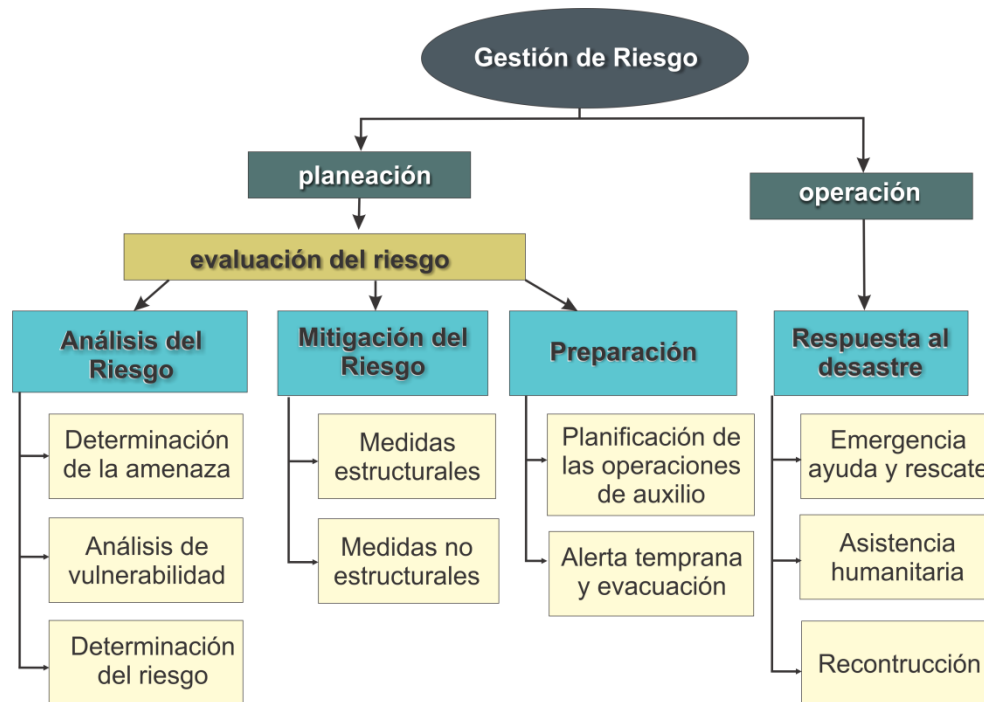 Gestión de Riesgo
planeación
operación
evaluación del riesgo
Análisis del
Riesgo
Determinación
de la amenaza
Análisis de
vulnerabilidad
Determinación
del riesgo
Mitigación del
Riesgo
Medidas
estructurales
Medidas no
estructurales
Preparación
Planificación de
las operaciones
de auxilio
Alerta temprana
y evacuación
Respuesta al
desastre
Emergencia
ayuda y rescate
Asistencia
humanitaria
Recontrucción